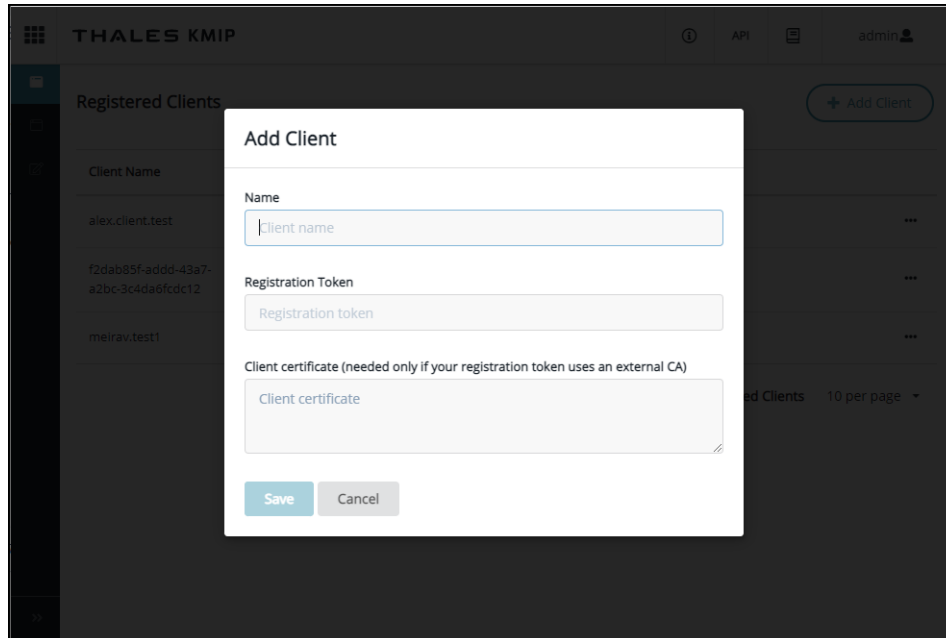 THALES KMIP
API
admin
Registered Clients
+ Add Client
Client Name
alex.client.test
f2dab85f-addd-43a7-
a2bc-3c4da6fcdc12
meirav.test1
ed Clients
10 per page
Add Client
Name
Client name
Registration Token
Registration token
Client certificate (needed only if your registration token uses an external CA)
Client certificate
Save
Cancel